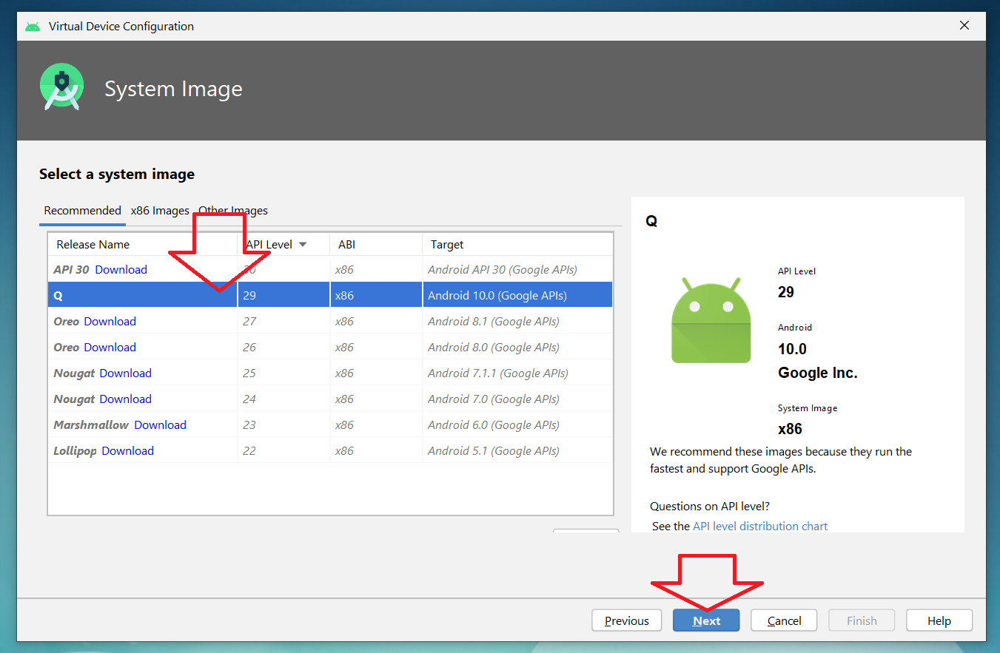 Virtual Device Configuration
System Image
Select a system image
Recommended x86 Images Other Images
Release Name API Level ABI Target
API 30 Download 30 x86 Android API 30 (Google APIs)
Q 29 x86 Android 10.0 (Google APIs)
Oreo Download 27 x86 Android 8.1 (Google APIs)
Oreo Download 26 x86 Android 8.0 (Google APIs)
Nougat Download 25 x86 Android 7.1.1 (Google APIs)
Nougat Download 24 x86 Android 7.0 (Google APIs)
Marshmallow Download 23 x86 Android 6.0 (Google APIs)
Lollipop Download 22 x86 Android 5.1 (Google APIs)
Q
API Level
29
Android
10.0
Google Inc.
System Image
x86
We recommend these images because they run the
fastest and support Google APIs.
Questions on API level?
See the API level distribution chart
Previous Next Cancel Finish Help